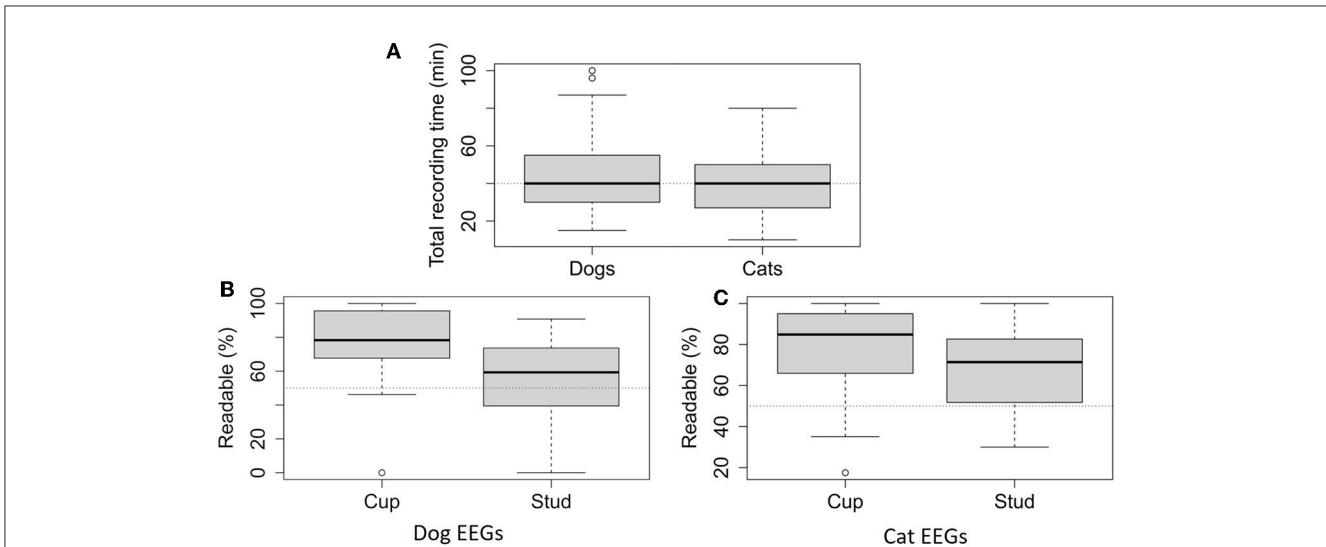 A
Total recording time (min)
100
60
20
Dogs Cats
B
Readable (%)
100
60
20
0
Cup Stud
Dog EEGs
C
Readable (%)
80
60
40
20
Cup Stud
Cat EEGs